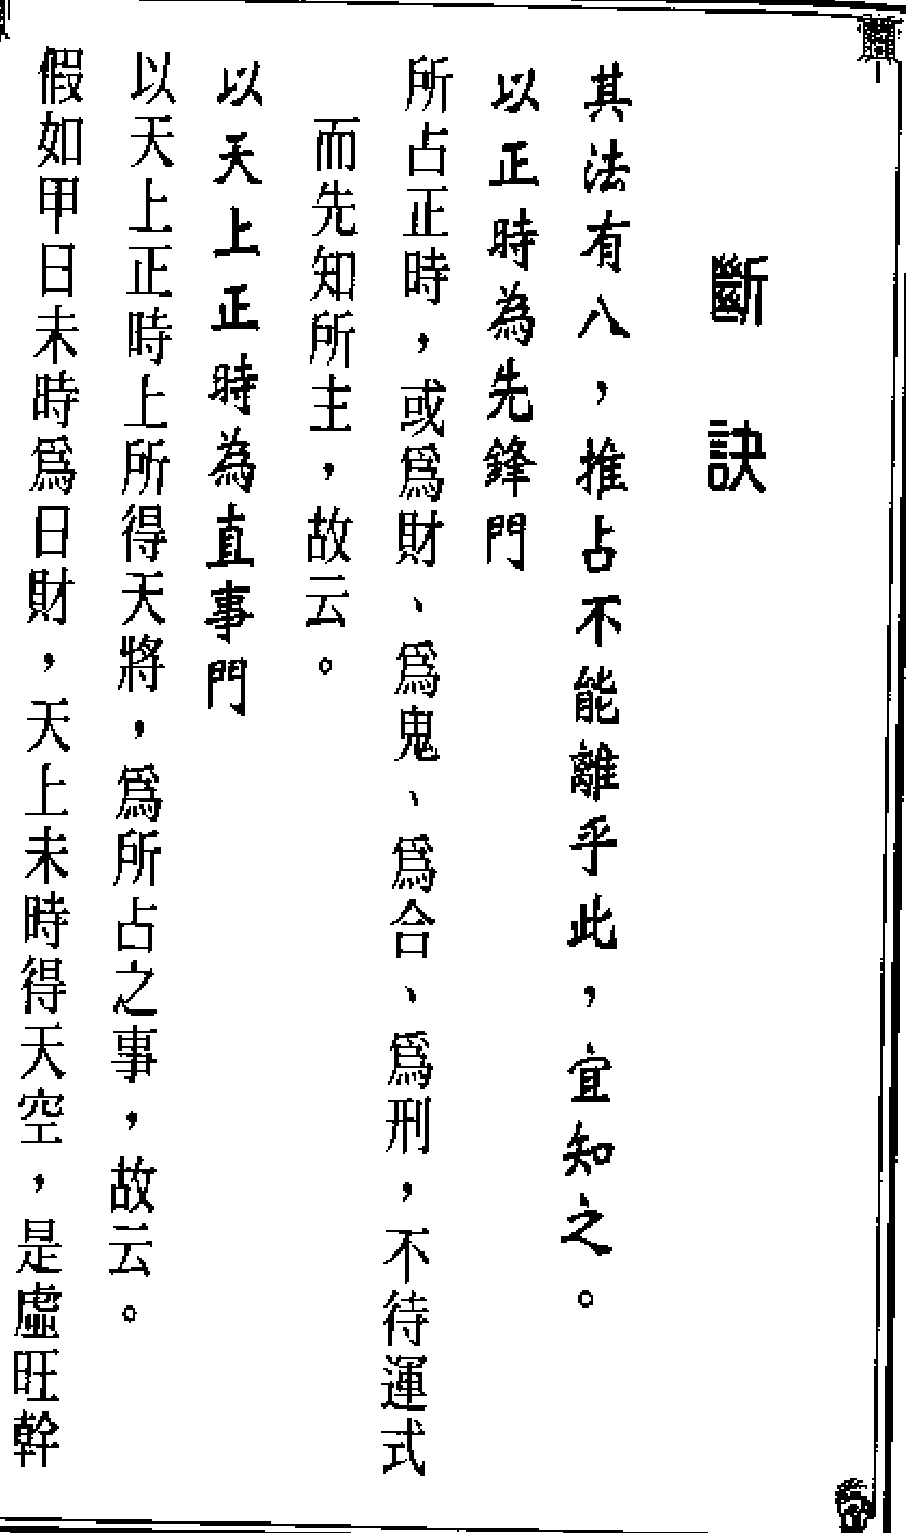 斷訣
其法有八，推占不能離乎此，宜知之。
以正時為先鋒門
所占正時，或爲財、爲鬼、爲合、爲刑，不待運式
而先知所主，故云。
以天上正時為直事門
以天上正時上所得天將，爲所占之事，故云。
假如甲日未時爲日財，天上未時得天空，是虛旺幹